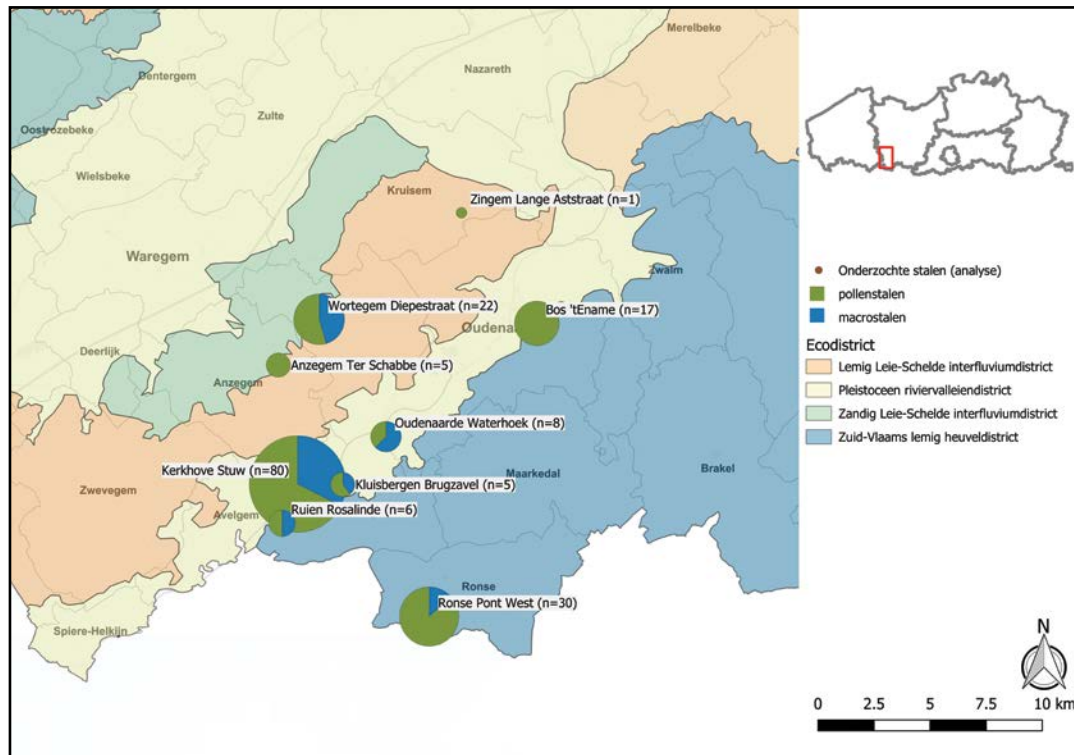 Merelbeke
Nazareth
Dentergem
Zulte
Oostrozebeke
Wielsbeke
Kruisem
Zingem Lange Aststraat (n=1)
Waregem
Zwalm
Wortegem Diepestraat (n=22)
Bos 'tEname (n=17)
Oudenaa
Deerlijk
Anzegem Ter Schabbe (n=5)
Anzegem
Oudenaarde Waterhoek (n=8)
Kerkhove Stuw (n=80)
Maarkedal
Brakel
Kluisbergen Brugzavel (n=5)
Zwevegem
Ruien Rosalinde (n=6)
Avelgem
Ronse
Ronse Pont West (n=30)
Spiere-Helkijn
Onderzochte stalen (analyse)
pollenstalen
macrostalen
Ecodistrict
Lemig Leie-Schelde interfluviumdistrict
Pleistoceen riviervalleiendistrict
Zandig Leie-Schelde interfluviumdistrict
Zuid-Vlaams lemig heuveldistrict
N
0 2.5 5 7.5 10 km